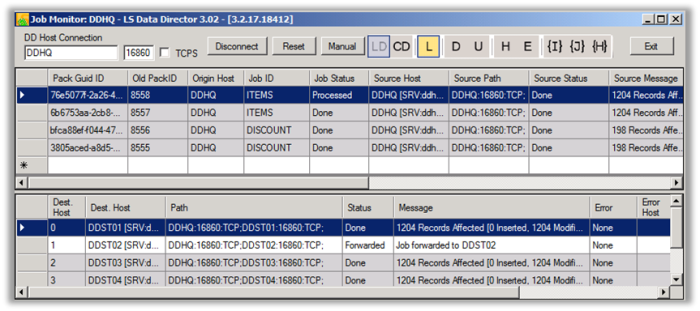 Job Monitor: DDHQ - LS Data Director 3.02 - [3.2.17.18412]
DD Host Connection
DDHQ 16860 TCPS Disconnect Reset Manual LD CD L D U H E {I} {J} {H} Exit
Pack Guid ID Old PackID Origin Host Job ID Job Status Source Host Source Path Source Status Source Message
76e5077f-2a26-4... 8558 DDHQ ITEMS Processed DDHQ [SRV:ddh... DDHQ:16860:TCP; Done 1204 Records Aff...
6b6753aa-2cb8-... 8557 DDHQ ITEMS Done DDHQ [SRV:ddh... DDHQ:16860:TCP; Done 1204 Records Aff...
bfca88ef-f044-47... 8556 DDHQ DISCOUNT Done DDHQ [SRV:ddh... DDHQ:16860:TCP; Done 198 Records Affe...
3805aced-a8d5-... 8555 DDHQ DISCOUNT Done DDHQ [SRV:ddh... DDHQ:16860:TCP; Done 198 Records Affe...
Dest. Host Dest. Host Path Status Message Error Error Host
0 DDST01 [SRV:d... DDHQ:16860:TCP;DDST01:16860:TCP; Done 1204 Records Affected [0 Inserted, 1204 Modifi... None
1 DDST02 [SRV:d... DDHQ:16860:TCP;DDST02:16860:TCP; Forwarded Job forwarded to DDST02 None
2 DDST03 [SRV:d... DDHQ:16860:TCP;DDST03:16860:TCP; Done 1204 Records Affected [0 Inserted, 1204 Modifi... None
3 DDST04 [SRV:d... DDHQ:16860:TCP;DDST04:16860:TCP; Done 1204 Records Affected [0 Inserted, 1204 Modifi... None